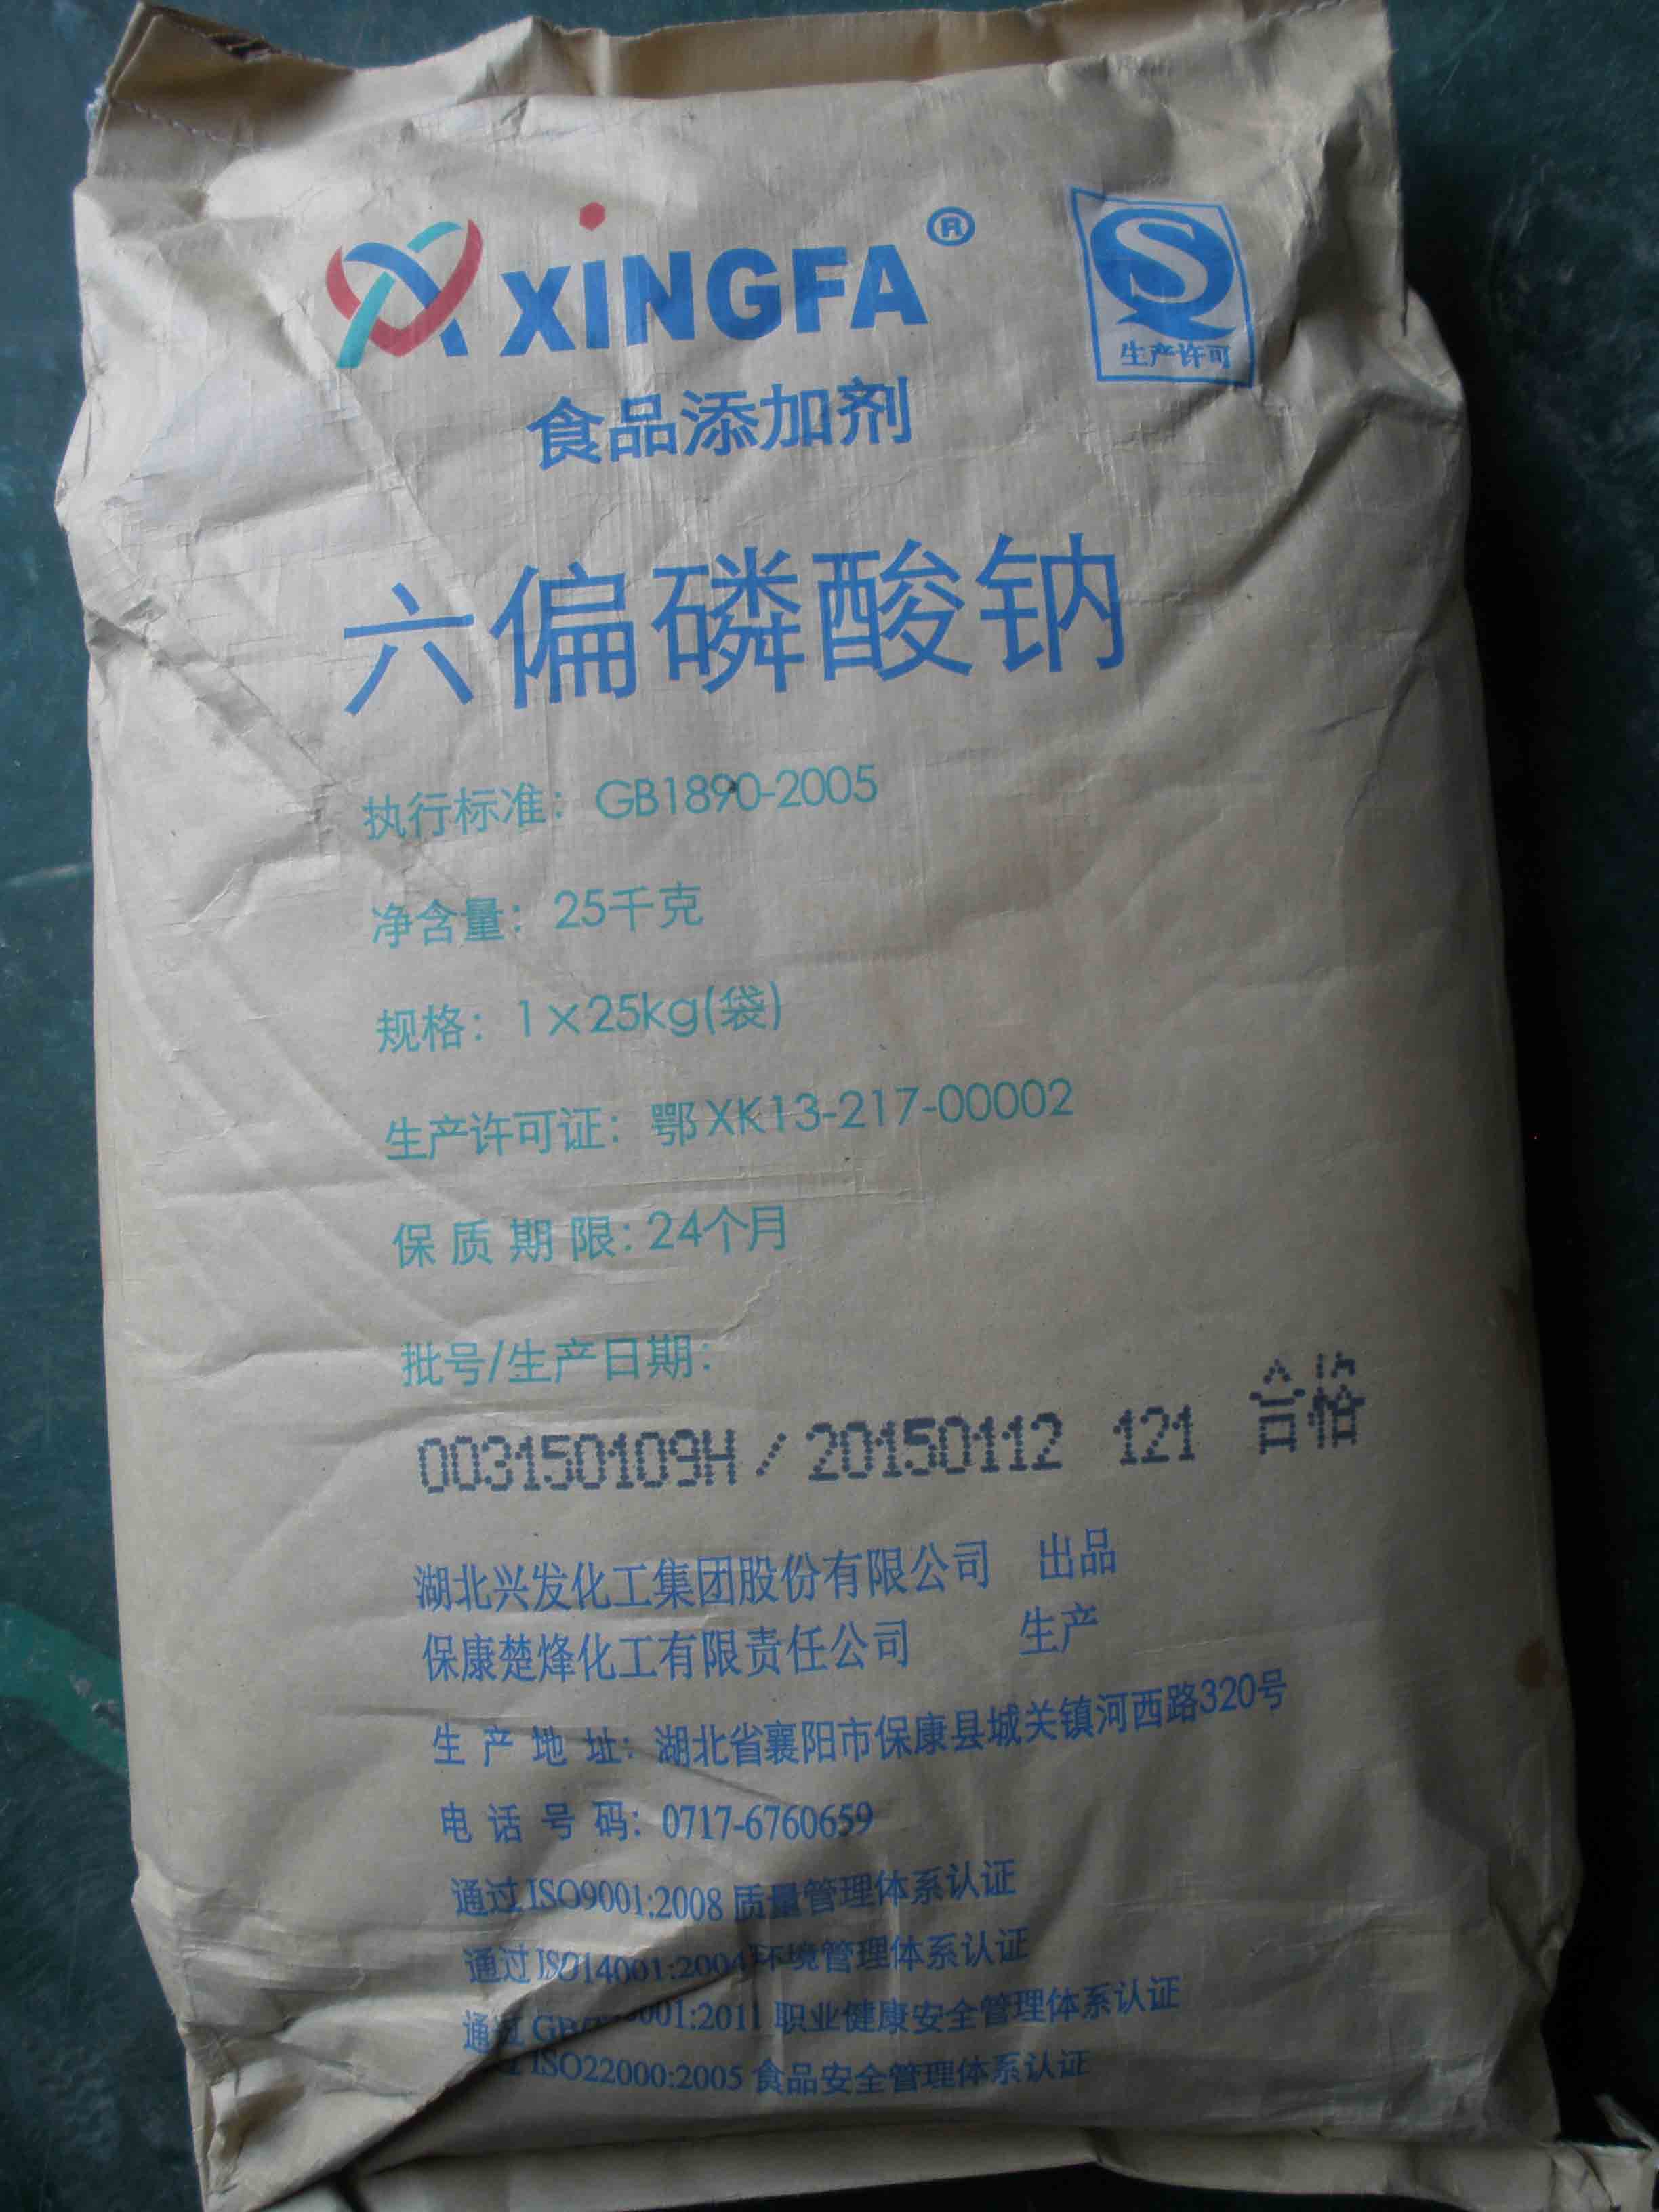 XiNGFA®
生产许可
食品添加剂
六偏磷酸钠
执行标准：GB1890-2005
净含量：25千克
规格：1×25kg(袋)
生产许可证：鄂XK13-217-00002
保质期限：24个月
批号/生产日期：
003150109H / 20150112 121 合格
湖北兴发化工集团股份有限公司 出品
保康楚烽化工有限责任公司 生产
生产地址：湖北省襄阳市保康县城关镇河西路320号
电话号码：0717-6760659
通过ISO9001:2008 质量管理体系认证
通过ISO14001:2004环境管理体系认证
通过 001:2011 职业健康安全管理体系认证
ISO22000:2005 食品安全管理体系认证